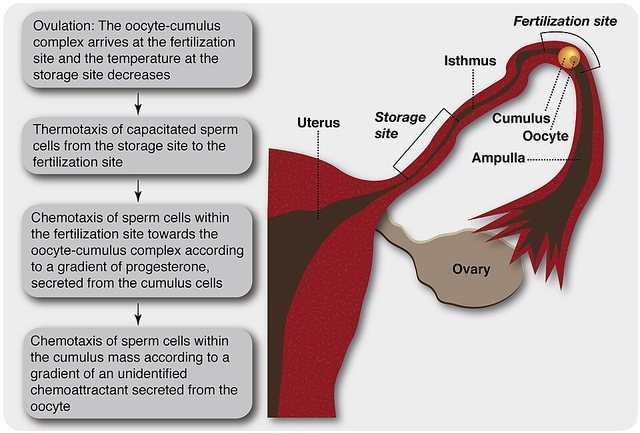 Ovulation: The oocyte-cumulus
complex arrives at the fertilization
site and the temperature at the
storage site decreases
Thermotaxis of capacitated sperm
cells from the storage site to the
fertilization site
Chemotaxis of sperm cells within
the fertilization site towards the
oocyte-cumulus complex according
to a gradient of progesterone,
secreted from the cumulus cells
Chemotaxis of sperm cells within
the cumulus mass according to a
gradient of an unidentified
chemoattractant secreted from the
oocyte
Fertilization site
Isthmus
Storage
site
Uterus
Cumulus
Oocyte
Ampulla
Ovary